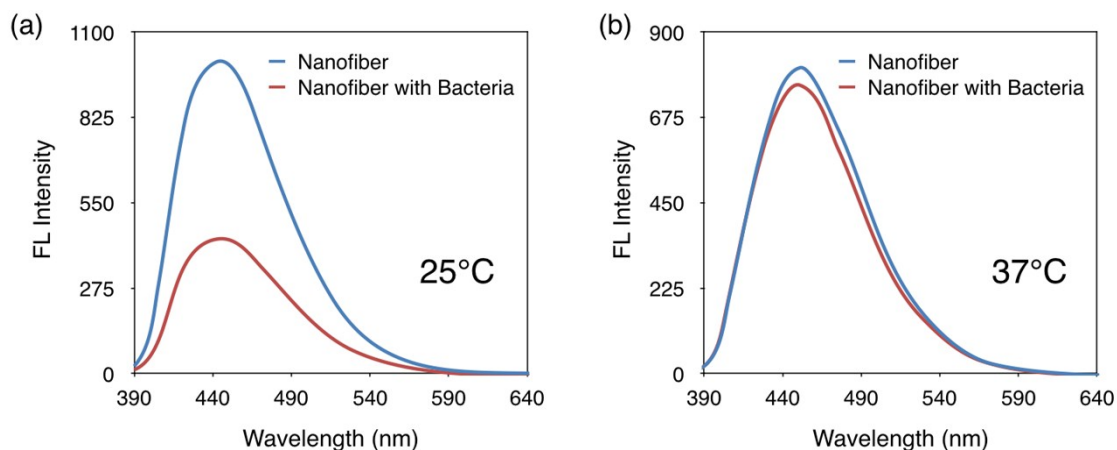 (a)
1100
825
550
275
0
FL Intensity
Nanofiber
Nanofiber with Bacteria
25°C
390 440 490 540 590 640
Wavelength (nm)
(b)
900
675
450
225
0
FL Intensity
Nanofiber
Nanofiber with Bacteria
37°C
390 440 490 540 590 640
Wavelength (nm)